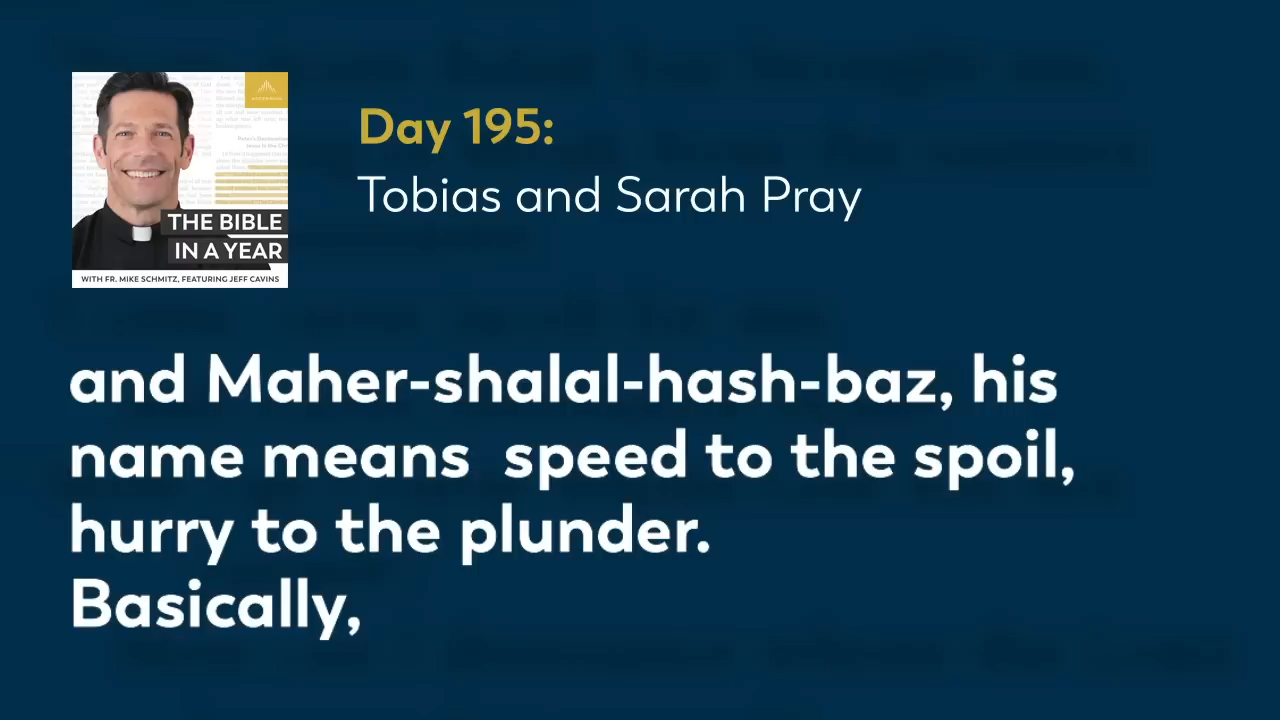 THE BIBLE
IN A YEAR
WITH FR. MIKE SCHMITZ, FEATURING JEFF CAVINS
Day 195:
Tobias and Sarah Pray
and Maher-shalal-hash-baz, his
name means  speed to the spoil,
hurry to the plunder.
Basically,